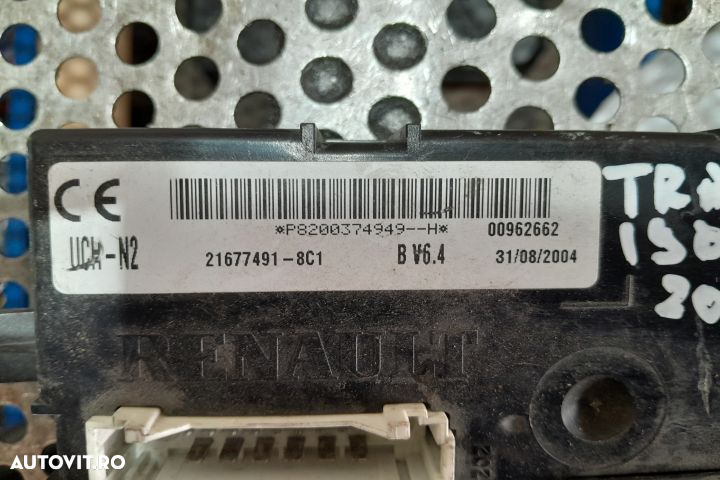 CE
*P8200374949--H*
00962662
UCH-N2
21677491-8C1
B V6.4
31/08/2004
RENAULT
AUTOVIT.RO